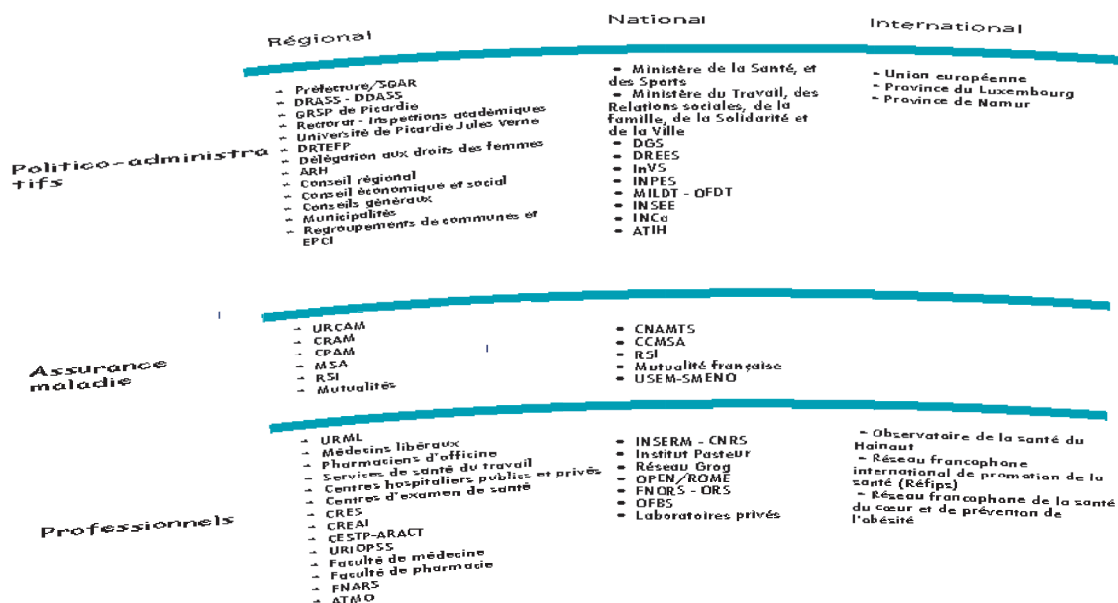 Régional
National
International
Politico-administra
tifs
- Préfecture/SGAR
- DRASS - DDASS
- GRSP de Picardie
- Rectorat - Inspections académiques
- Université de Picardie Jules Verne
- DRTEFP
- Délégation aux droits des femmes
- ARH
- Conseil régional
- Conseil économique et social
- Conseils généraux
- Municipalités
- Regroupements de communes et
EPCI
- Ministère de la Santé, et
des Sports
- Ministère du Travail, des
Relations sociales, de la
famille, de la Solidarité et
de la Ville
- DGS
- DREES
- InVS
- INPES
- MILDT - OFDT
- INSEE
- INCa
- ATIH
- Union européenne
- Province du Luxembourg
- Province de Namur
Assurance
maladie
- URCAM
- CRAM
- CPAM
- MSA
- RSI
- Mutualités
- CNAMTS
- CCMSA
- RSI
- Mutualité française
- USEM-SMENO
Professionnels
- URML
- Médecins libéraux
- Pharmaciens d'officine
- Services de santé du travail
- Centres hospitaliers publics et privés
- Centres d'examen de santé
- CRES
- CREAI
- CESTP-ARACT
- URIOPSS
- Faculté de médecine
- Faculté de pharmacie
- FNARS
- ATMO
- INSERM - CNRS
- Institut Pasteur
- Réseau Grog
- OPEN/ROME
- FNORS - ORS
- OFBS
- Laboratoires privés
- Observatoire de la santé du
Hainaut
- Réseau francophone
international de promotion de la
santé (Réfips)
- Réseau francophone de la santé
du cœur et de préventon de
l'obésité